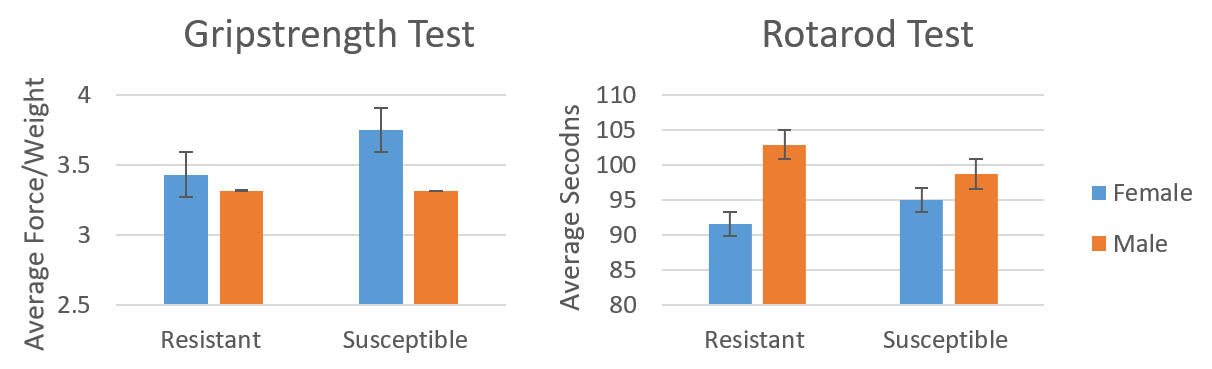 Gripstrength Test
Average Force/Weight
4
3.5
3
2.5
Resistant Susceptible
Rotarod Test
Average Secodns
110
105
100
95
90
85
80
Resistant Susceptible
Female
Male